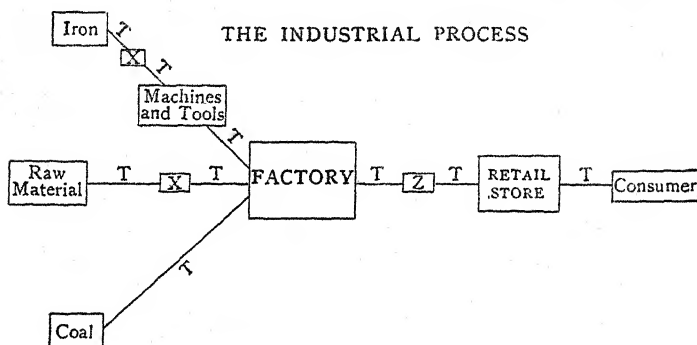 THE INDUSTRIAL PROCESS
Iron
T
X
T
Machines
and Tools
T
Raw
Material
T
X
T
FACTORY
T
Z
T
RETAIL
.STORE
T
Consumer
T
Coal